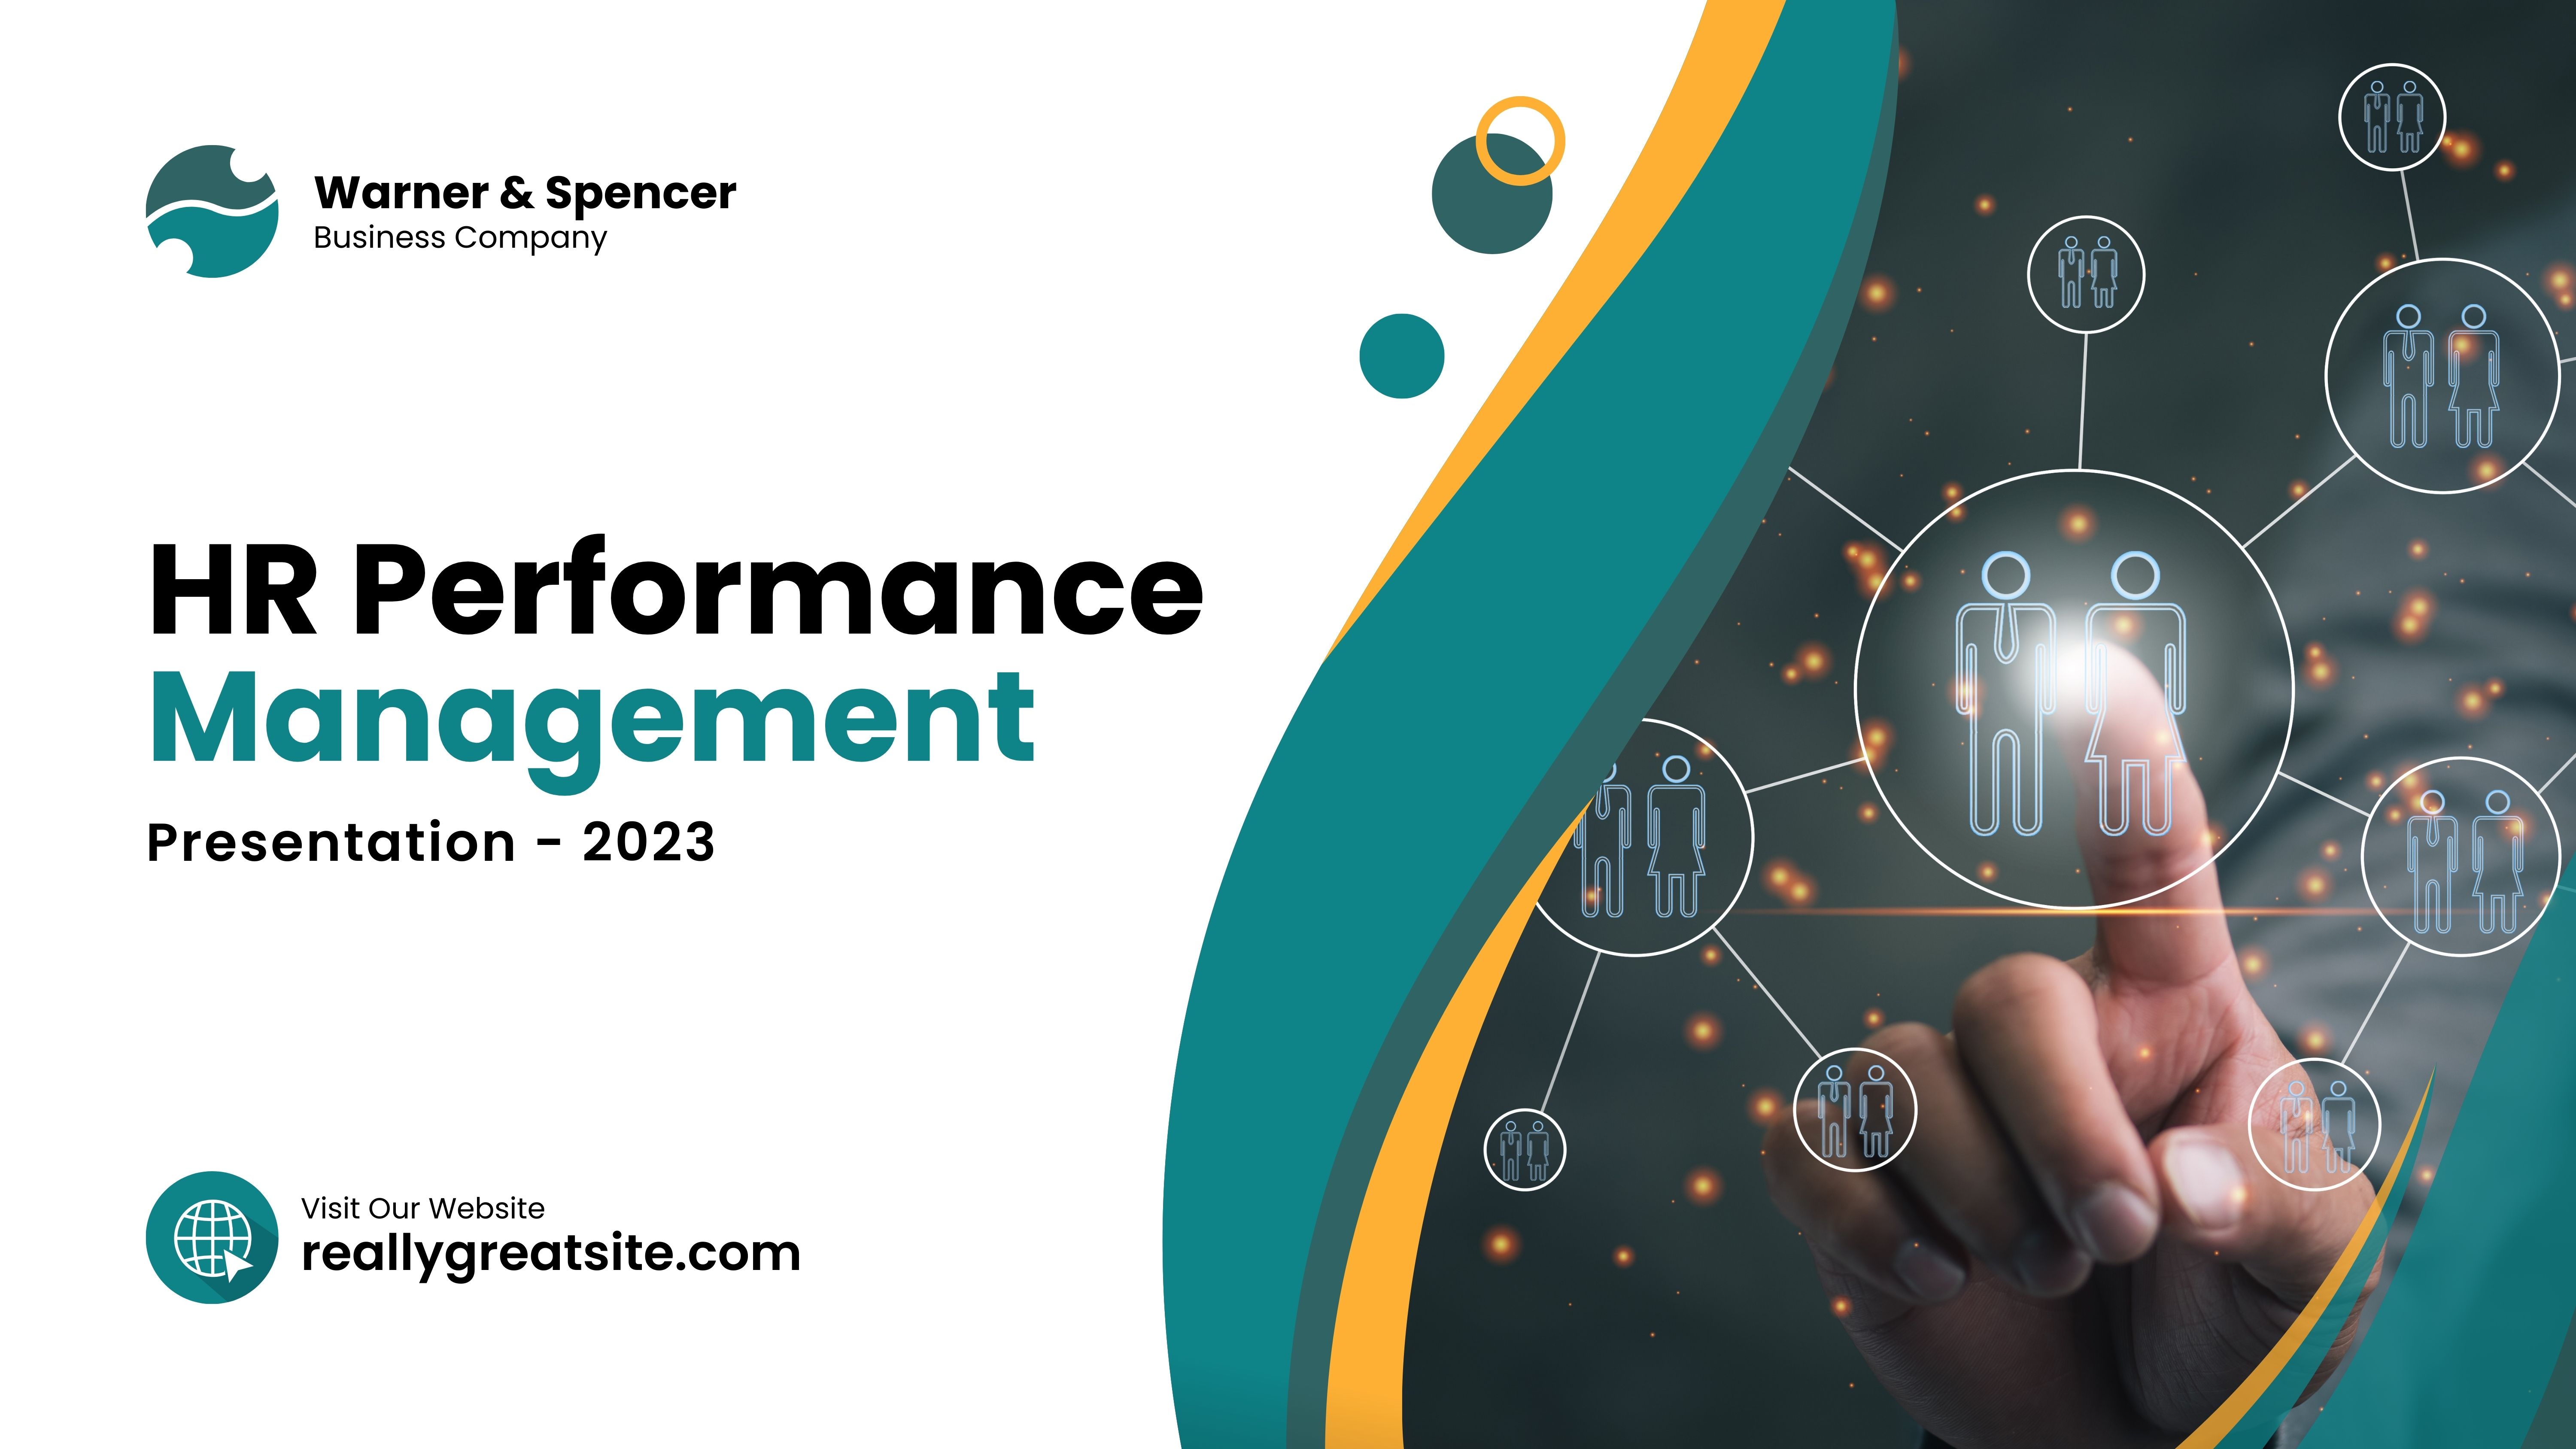 Warner & Spencer
Business Company
HR Performance
Management
Presentation - 2023
Visit Our Website
reallygreatsite.com